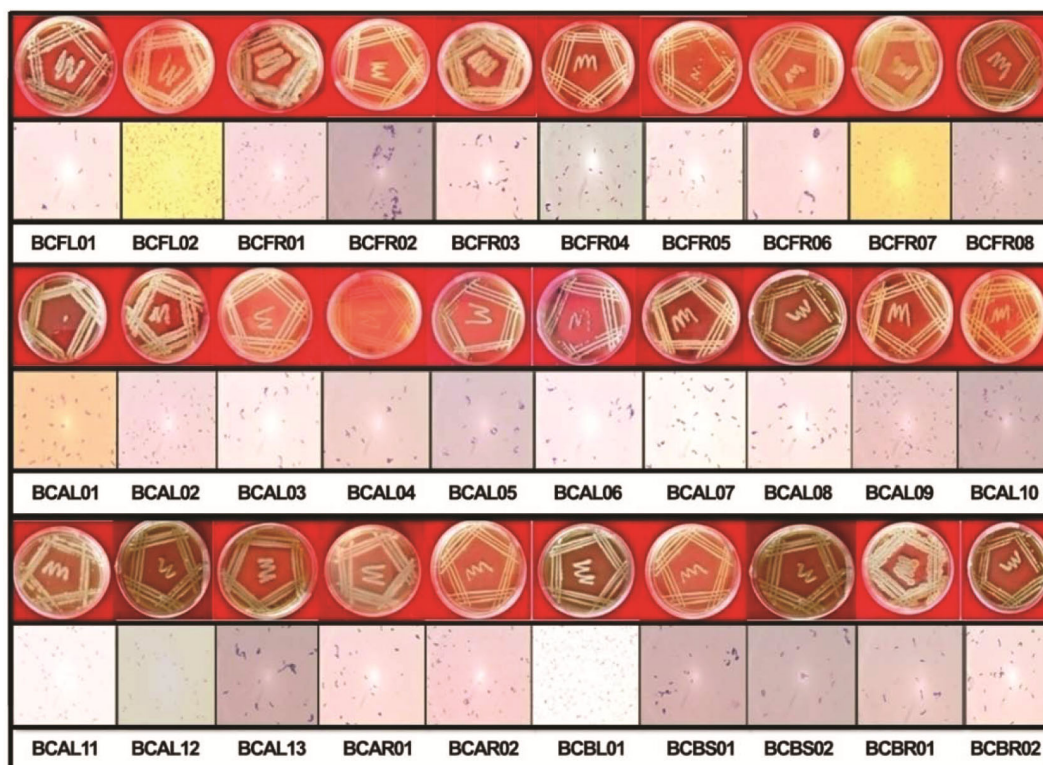 BCFL01 BCFL02 BCFR01 BCFR02 BCFR03 BCFR04 BCFR05 BCFR06 BCFR07 BCFR08
BCAL01 BCAL02 BCAL03 BCAL04 BCAL05 BCAL06 BCAL07 BCAL08 BCAL09 BCAL10
BCAL11 BCAL12 BCAL13 BCAR01 BCAR02 BCBL01 BCBS01 BCBS02 BCBR01 BCBR02